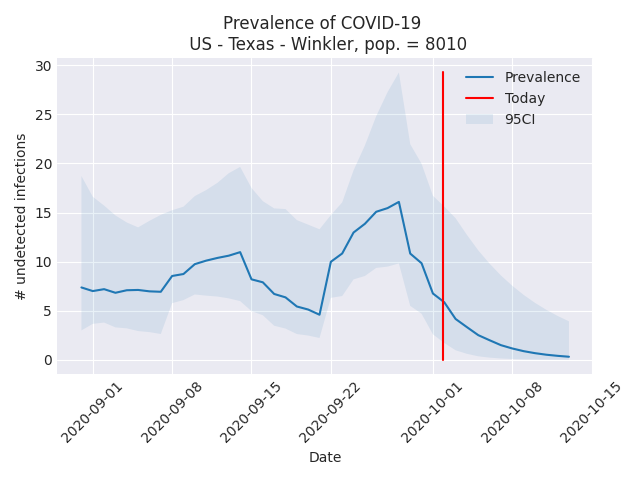 Prevalence of COVID-19
US - Texas - Winkler, pop. = 8010
Prevalence
Today
95CI
# undetected infections
30
25
20
15
10
5
0
2020-09-01
2020-09-08
2020-09-15
2020-09-22
2020-10-01
2020-10-08
2020-10-15
Date